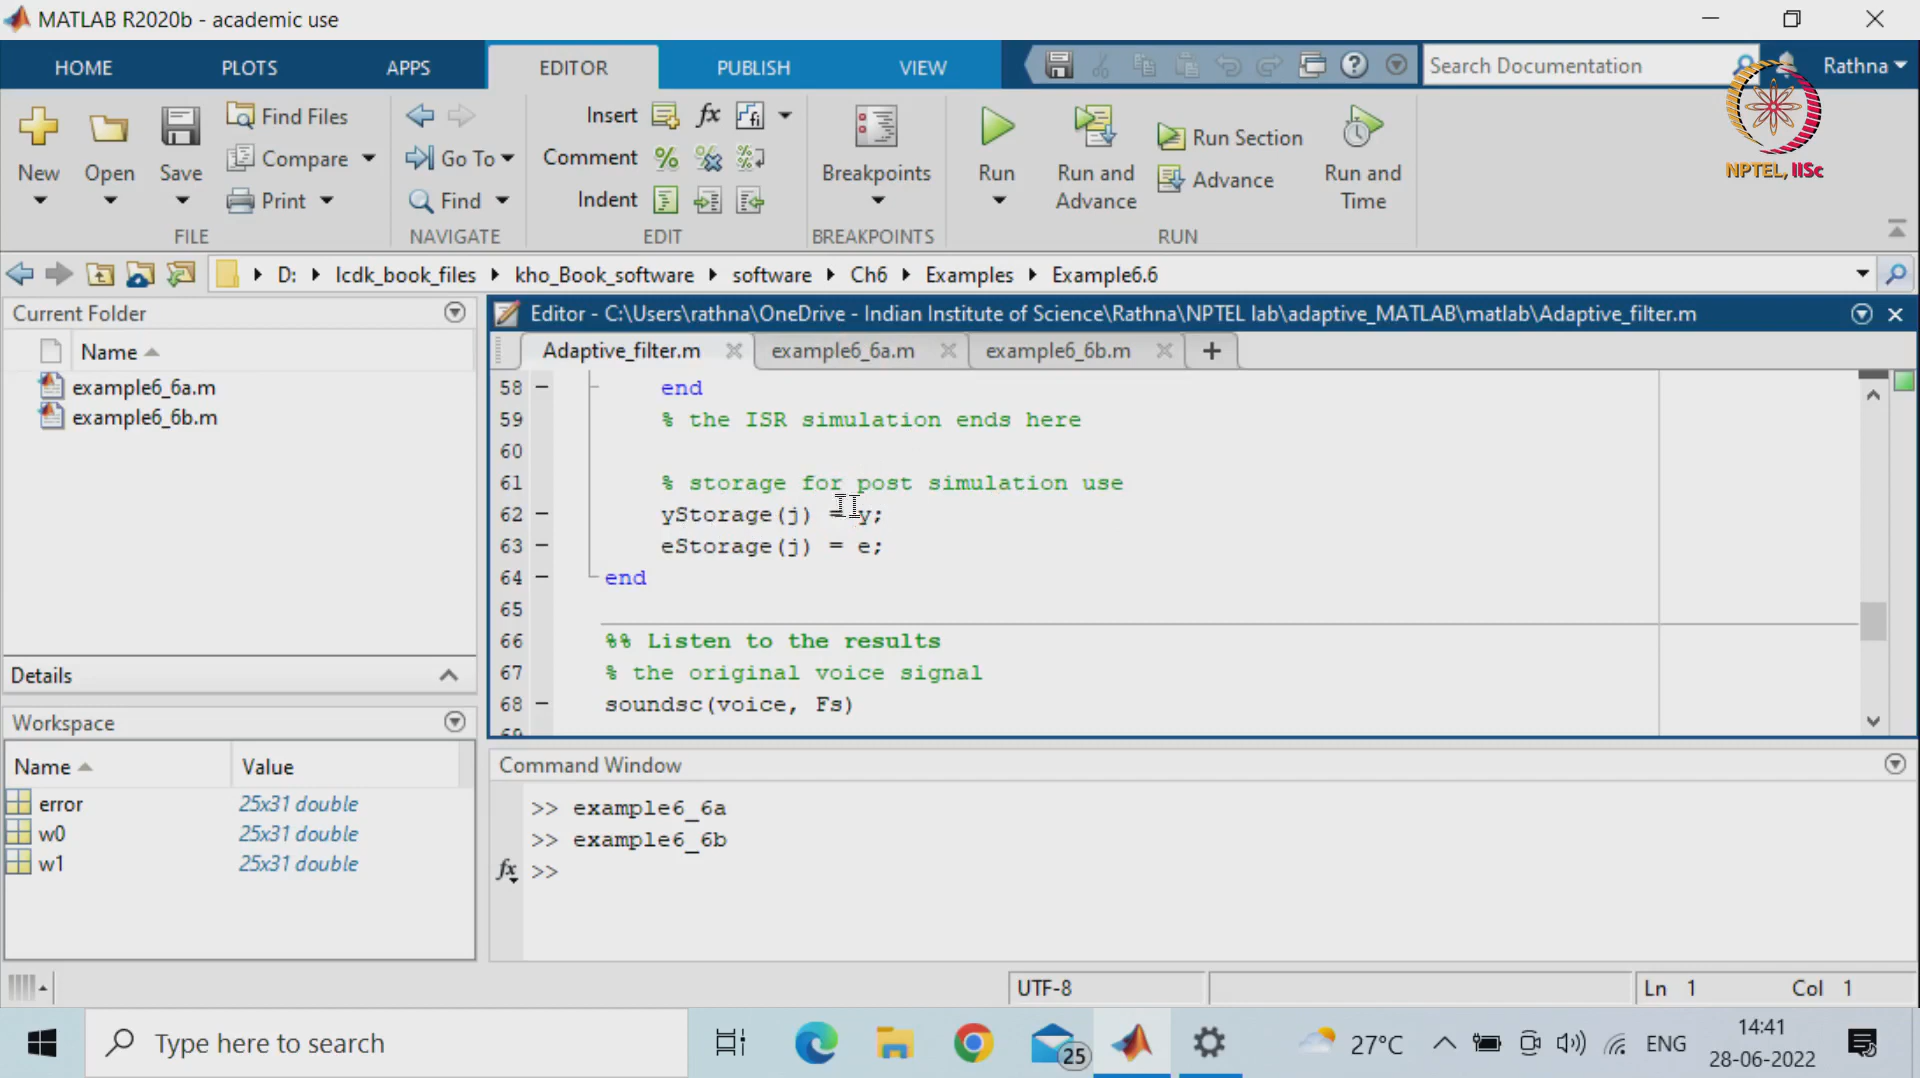 MATLAB R2020b - academic use
HOME PLOTS APPS EDITOR PUBLISH VIEW Search Documentation Rathna
New Open Save Find Files Compare Print
FILE
Go To Find
NAVIGATE
Insert fx
Comment
Indent
EDIT
Breakpoints
BREAKPOINTS
Run Run and Advance Run Section Advance Run and Time
RUN
NPTEL, IISc
D: lcdk_book_files kho_Book_software software Ch6 Examples Example6.6
Current Folder
Name
example6_6a.m
example6_6b.m
Details
Workspace
Name Value
error 25x31 double
w0 25x31 double
w1 25x31 double
Editor - C:\Users\rathna\OneDrive - Indian Institute of Science\Rathna\NPTEL lab\adaptive_MATLAB\matlab\Adaptive_filter.m
Adaptive_filter.m example6_6a.m example6_6b.m
58 end
59 % the ISR simulation ends here
60
61 % storage for post simulation use
62 yStorage(j) = y;
63 eStorage(j) = e;
64 end
65
66 %% Listen to the results
67 % the original voice signal
68 soundsc(voice, Fs)
Command Window
>> example6_6a
>> example6_6b
fx >>
UTF-8 Ln 1 Col 1
Type here to search 25 27°C ENG 14:41
28-06-2022